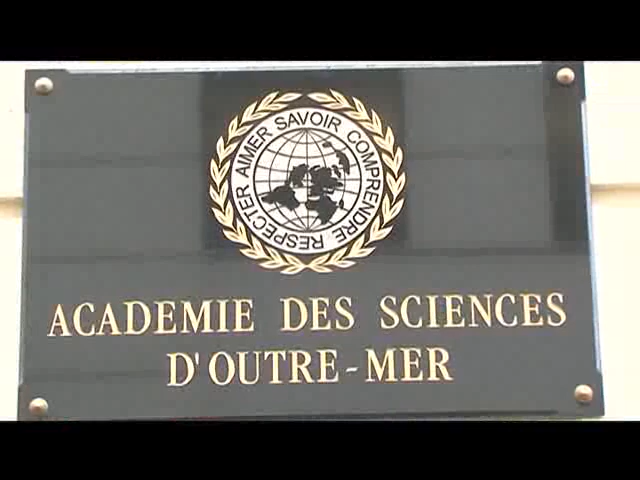 SAVOIR COMPRENDRE RESPECTER AIMER
ACADEMIE DES SCIENCES
D'OUTRE-MER